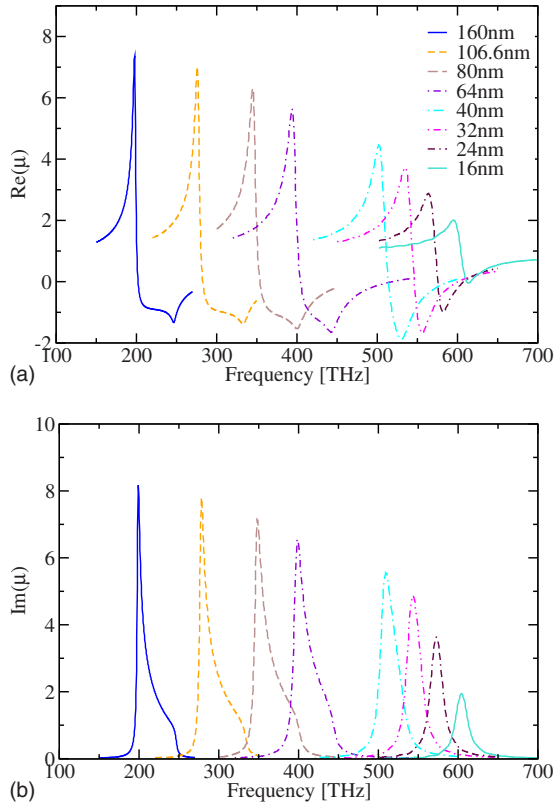 8
6
4
2
0
-2
Re(μ)
160nm
106.6nm
80nm
64nm
40nm
32nm
24nm
16nm
100 200 300 400 500 600 700
(a) Frequency [THz]
10
8
6
4
2
0
Im(μ)
100 200 300 400 500 600 700
(b) Frequency [THz]